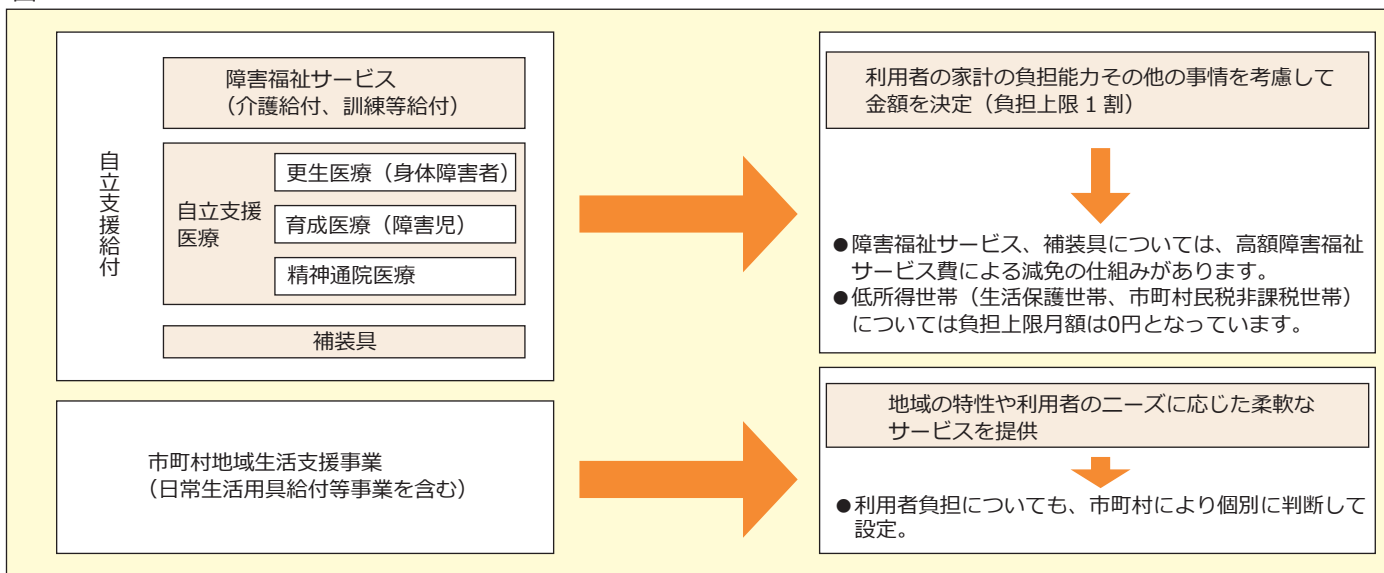 障害福祉サービス
（介護給付、訓練等給付）
自立支援給付
自立支援
医療
更生医療（身体障害者）
育成医療（障害児）
精神通院医療
補装具
利用者の家計の負担能力その他の事情を考慮して
金額を決定（負担上限１割）
●障害福祉サービス、補装具については、高額障害福祉
サービス費による減免の仕組みがあります。
●低所得世帯（生活保護世帯、市町村民税非課税世帯）
については負担上限月額は0円となっています。
市町村地域生活支援事業
（日常生活用具給付等事業を含む）
地域の特性や利用者のニーズに応じた柔軟な
サービスを提供
●利用者負担についても、市町村により個別に判断して
設定。